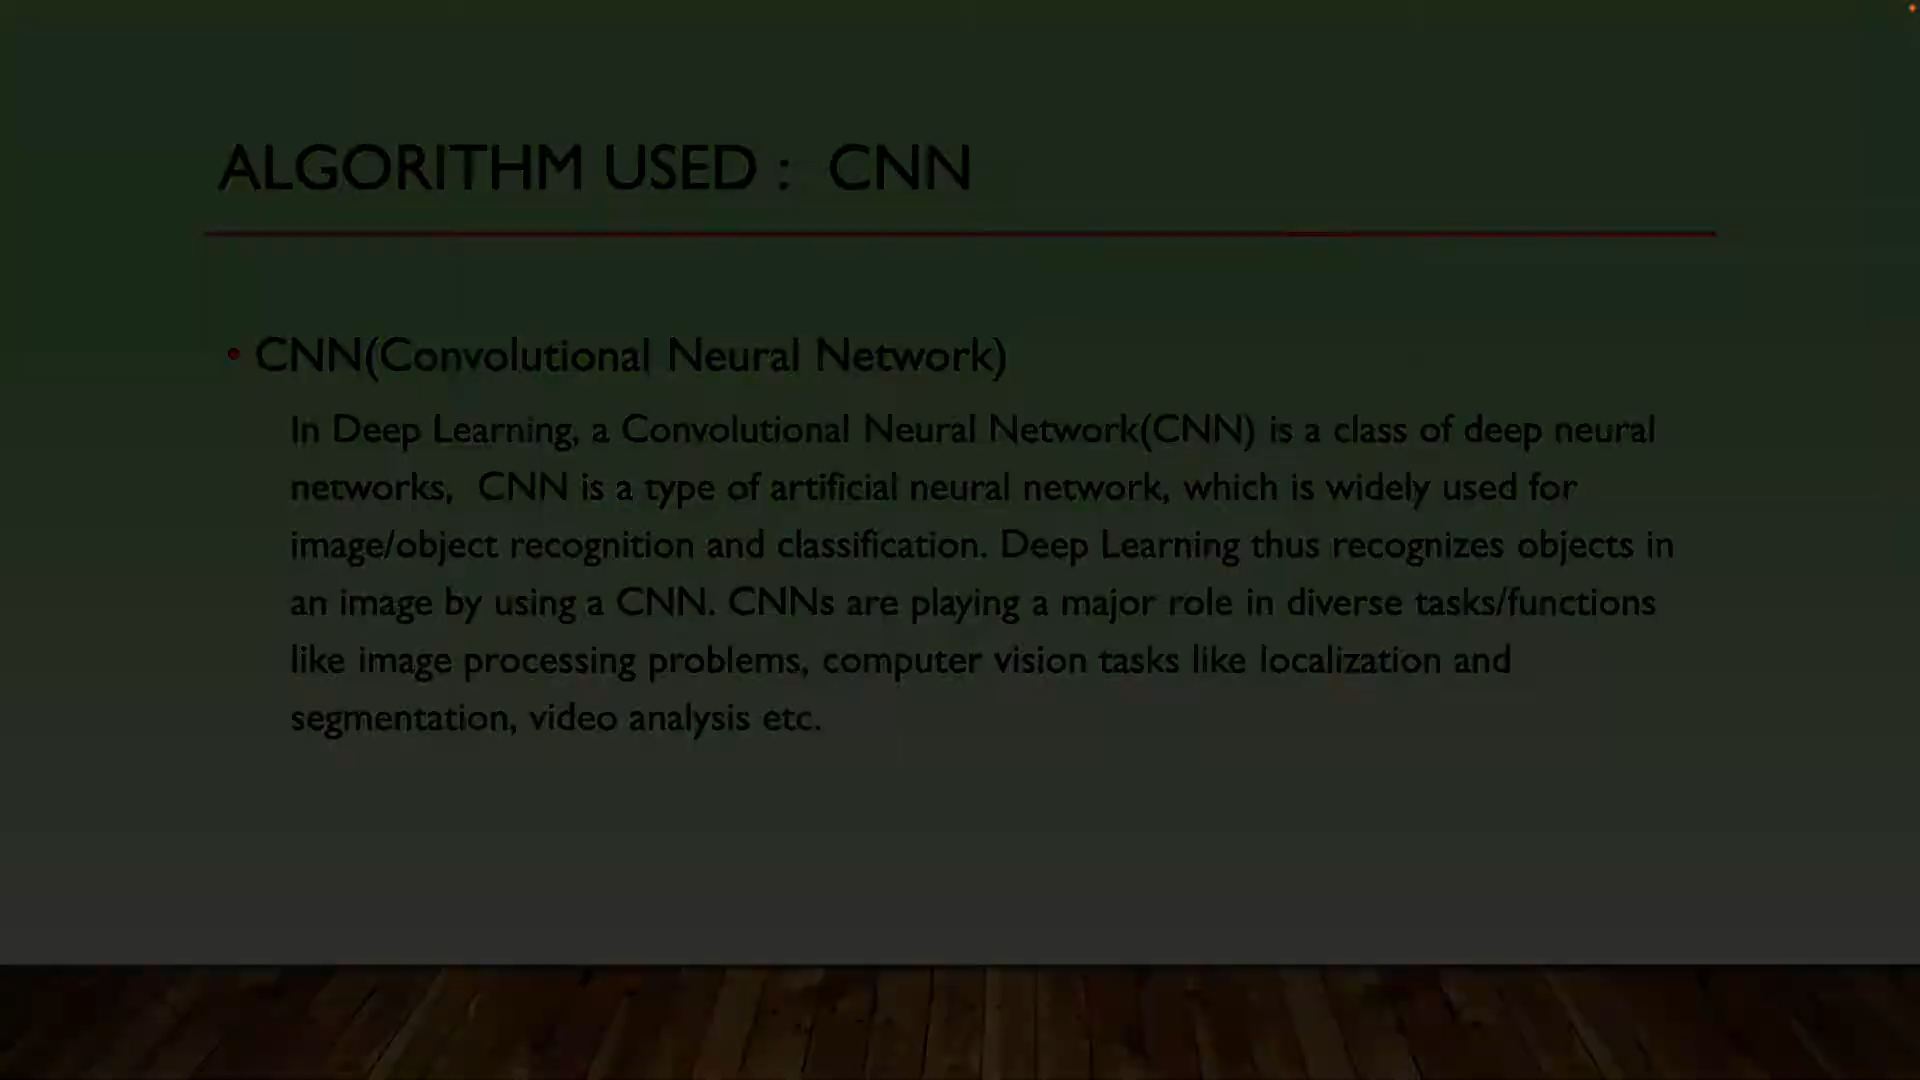 ALGORITHM USED :  CNN
• CNN(Convolutional Neural Network)
In Deep Learning, a Convolutional Neural Network(CNN) is a class of deep neural
networks,  CNN is a type of artificial neural network, which is widely used for
image/object recognition and classification. Deep Learning thus recognizes objects in
an image by using a CNN. CNNs are playing a major role in diverse tasks/functions
like image processing problems, computer vision tasks like localization and
segmentation, video analysis etc.